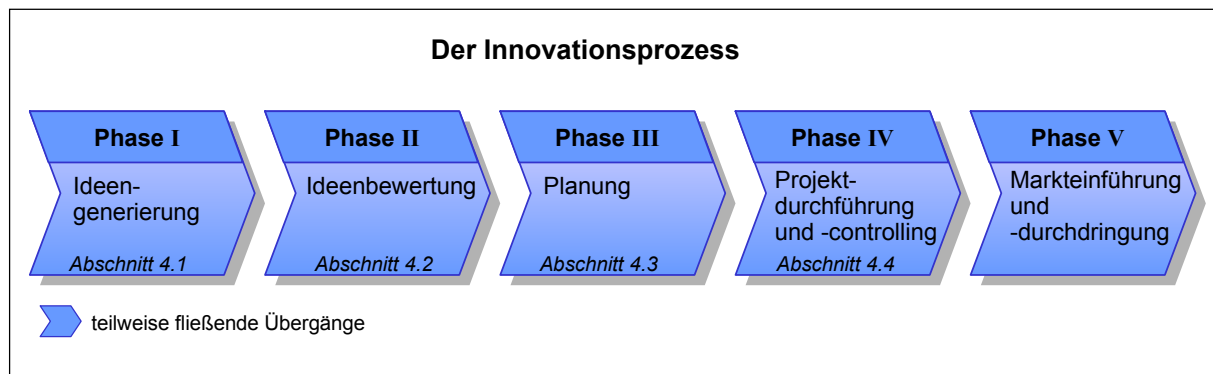 Der Innovationsprozess
Phase I
Ideen-
generierung
Abschnitt 4.1
Phase II
Ideenbewertung
Abschnitt 4.2
Phase III
Planung
Abschnitt 4.3
Phase IV
Projekt-
durchführung
und -controlling
Abschnitt 4.4
Phase V
Markteinführung
und
-durchdringung
teilweise fließende Übergänge